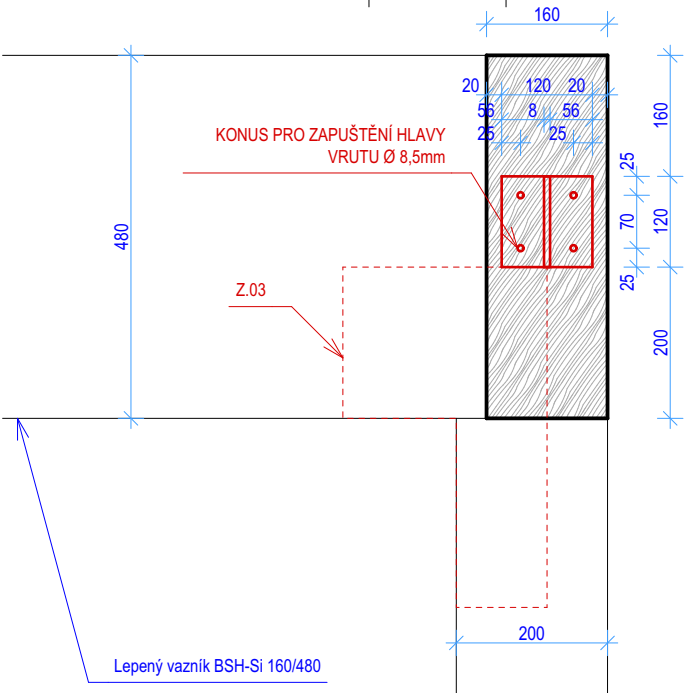 160
20 120 20
56 8 56
25 25
KONUS PRO ZAPUŠTĚNÍ HLAVY
VRUTU Ø 8,5mm
160
25
70
120
25
480
Z.03
200
200
Lepený vazník BSH-Si 160/480